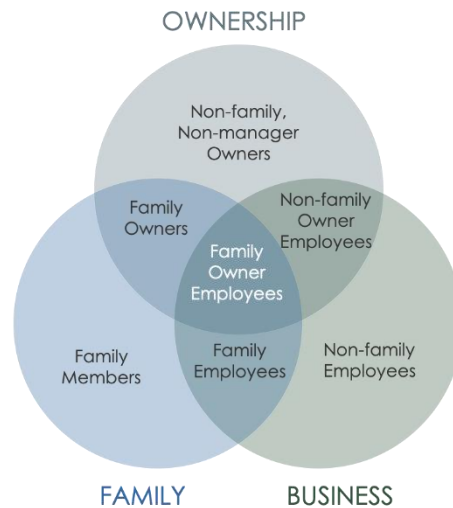 OWNERSHIP
Non-family,
Non-manager
Owners
Family
Owners
Non-family
Owner
Employees
Family
Owner
Employees
Family
Members
Family
Employees
Non-family
Employees
FAMILY
BUSINESS